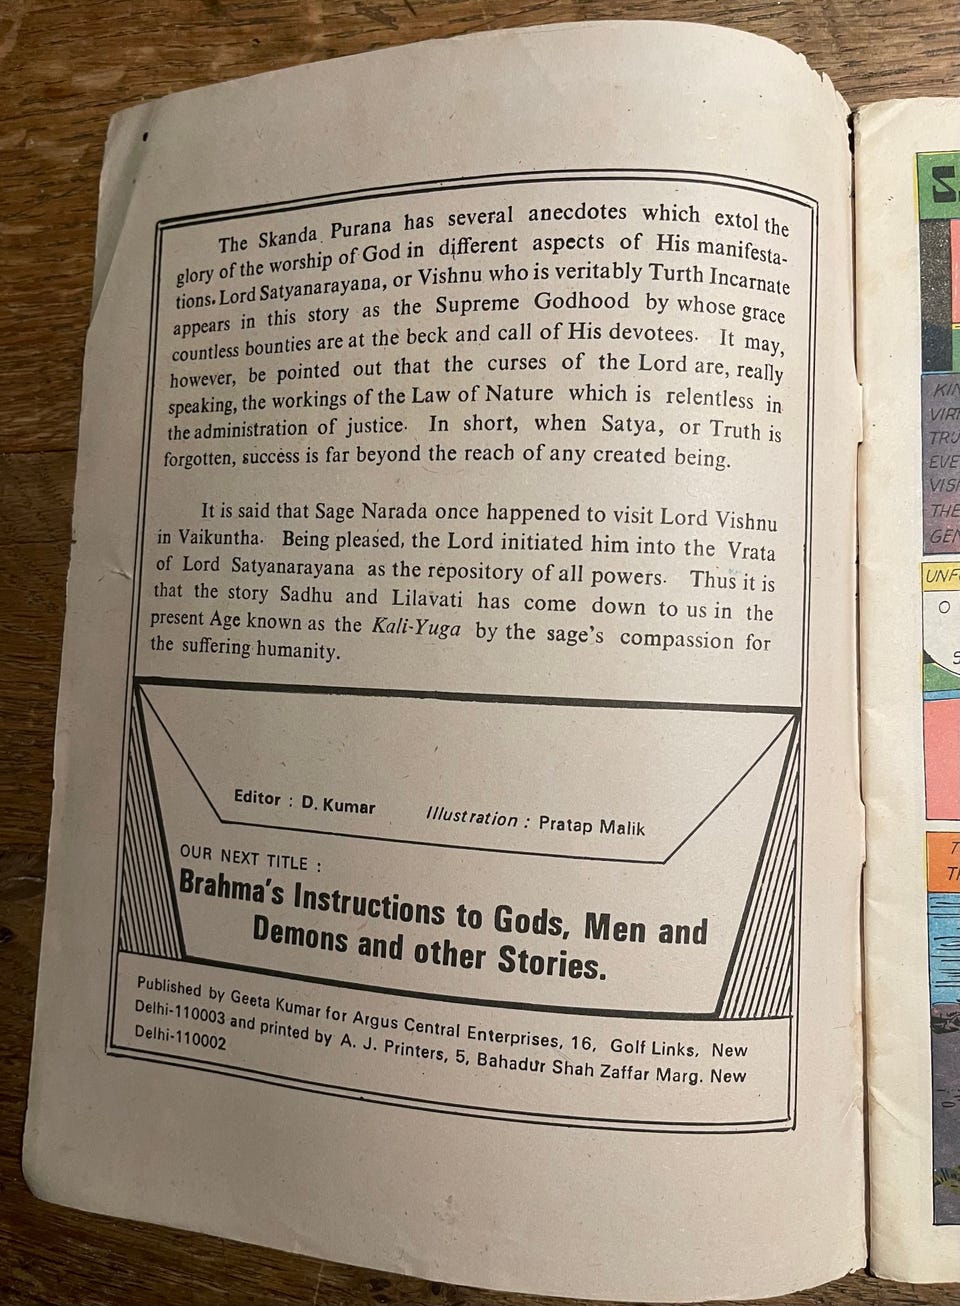 The Skanda Purana has several anecdotes which extol the
glory of the worship of God in different aspects of His manifesta-
tions. Lord Satyanarayana, or Vishnu who is veritably Turth Incarnate
appears in this story as the Supreme Godhood by whose grace
countless bounties are at the beck and call of His devotees. It may,
however, be pointed out that the curses of the Lord are, really
speaking, the workings of the Law of Nature which is relentless in
the administration of justice. In short, when Satya, or Truth is
forgotten, success is far beyond the reach of any created being.
It is said that Sage Narada once happened to visit Lord Vishnu
in Vaikuntha. Being pleased, the Lord initiated him into the Vrata
of Lord Satyanarayana as the repository of all powers. Thus it is
that the story Sadhu and Lilavati has come down to us in the
present Age known as the Kali-Yuga by the sage's compassion for
the suffering humanity.
Editor : D. Kumar Illustration : Pratap Malik
OUR NEXT TITLE :
Brahma's Instructions to Gods, Men and
Demons and other Stories.
Published by Geeta Kumar for Argus Central Enterprises, 16, Golf Links, New
Delhi-110003 and printed by A. J. Printers, 5, Bahadur Shah Zaffar Marg. New
Delhi-110002